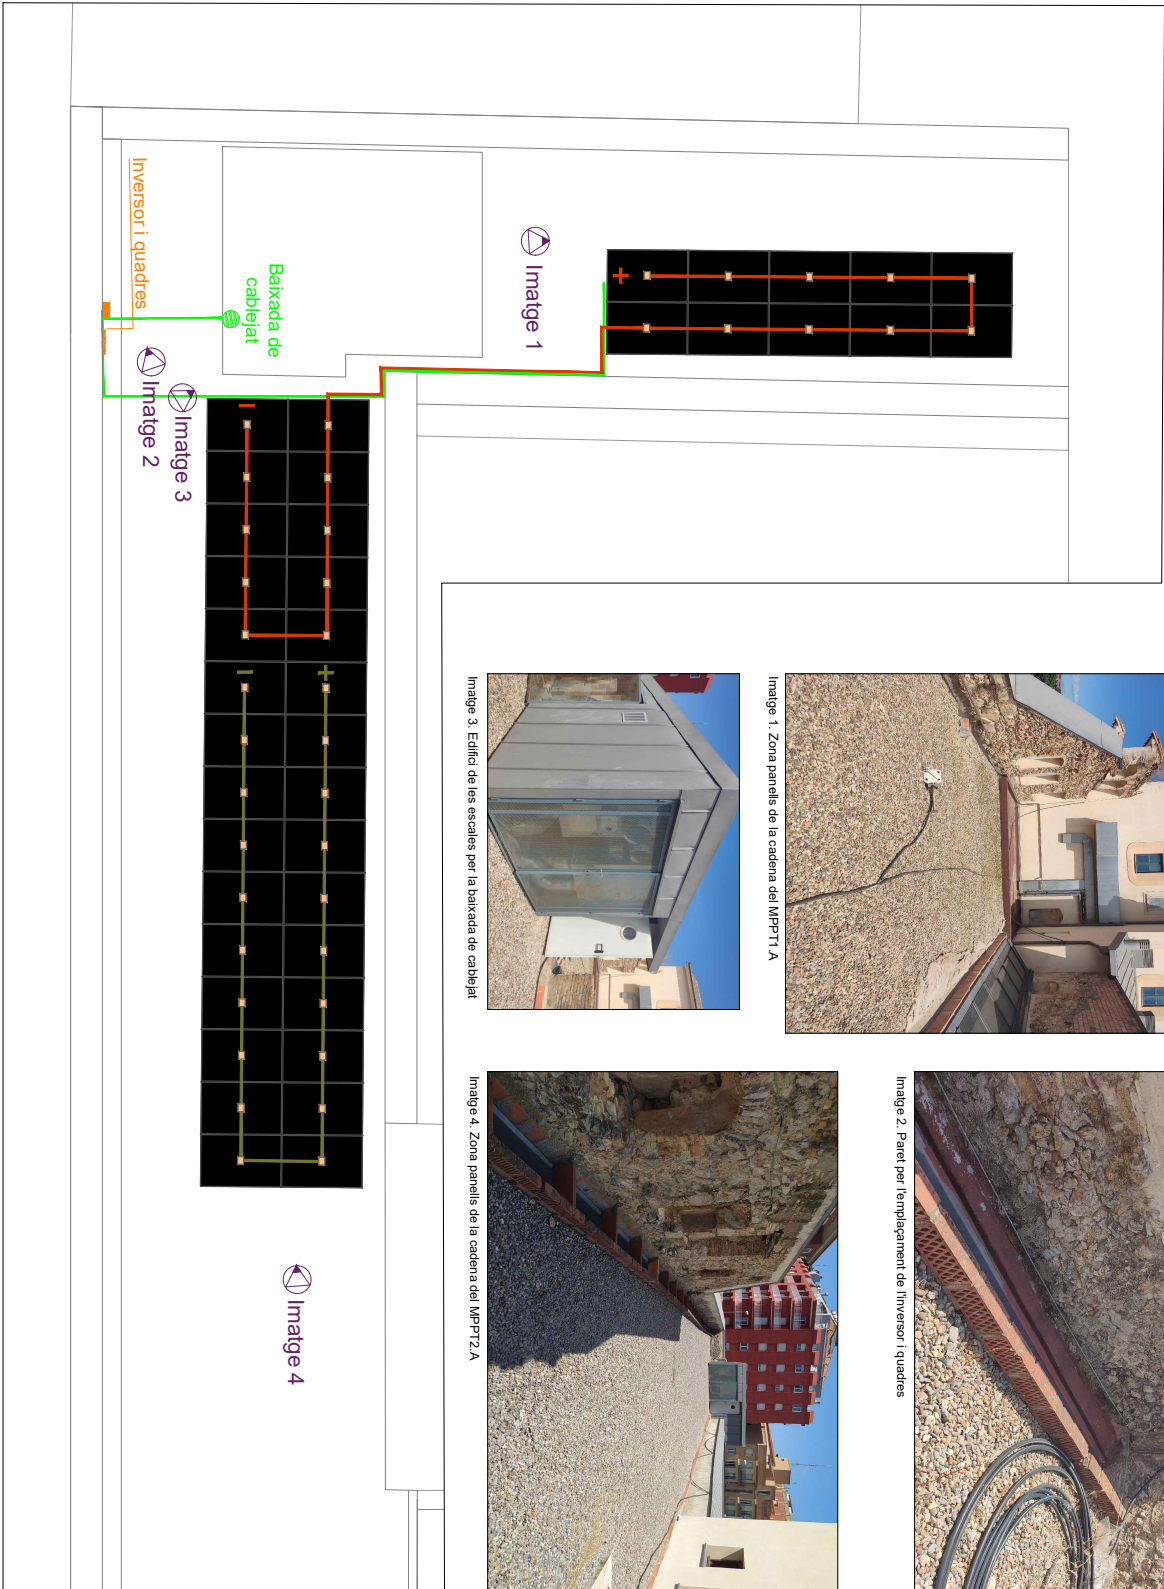 Inversor i quadres
Baixada de
cablejat
Imatge 1
+
Imatge 2
Imatge 3
-
-
+
Imatge 4
Imatge 1. Zona panells de la cadena del MPPT1.A
Imatge 2. Paret per l'emplaçament de l'inversor i quadres
Imatge 3. Edifici de les escales per la baixada de cablejat
Imatge 4. Zona panells de la cadena del MPPT2.A